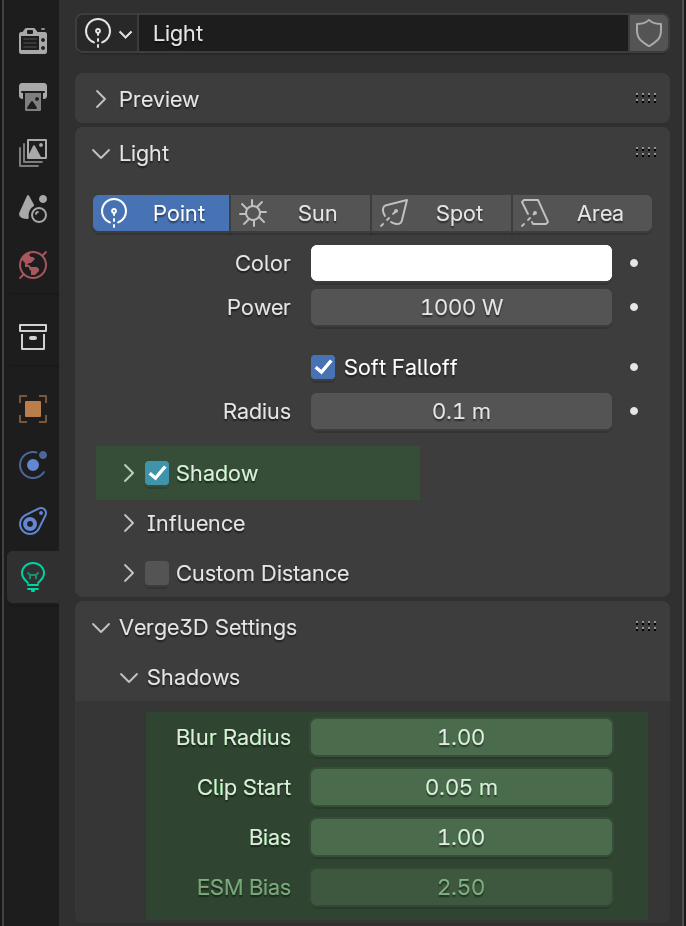 Light
Preview
Light
Point Sun Spot Area
Color
Power 1000 W
Soft Falloff
Radius 0.1 m
Shadow
Influence
Custom Distance
Verge3D Settings
Shadows
Blur Radius 1.00
Clip Start 0.05 m
Bias 1.00
ESM Bias 2.50